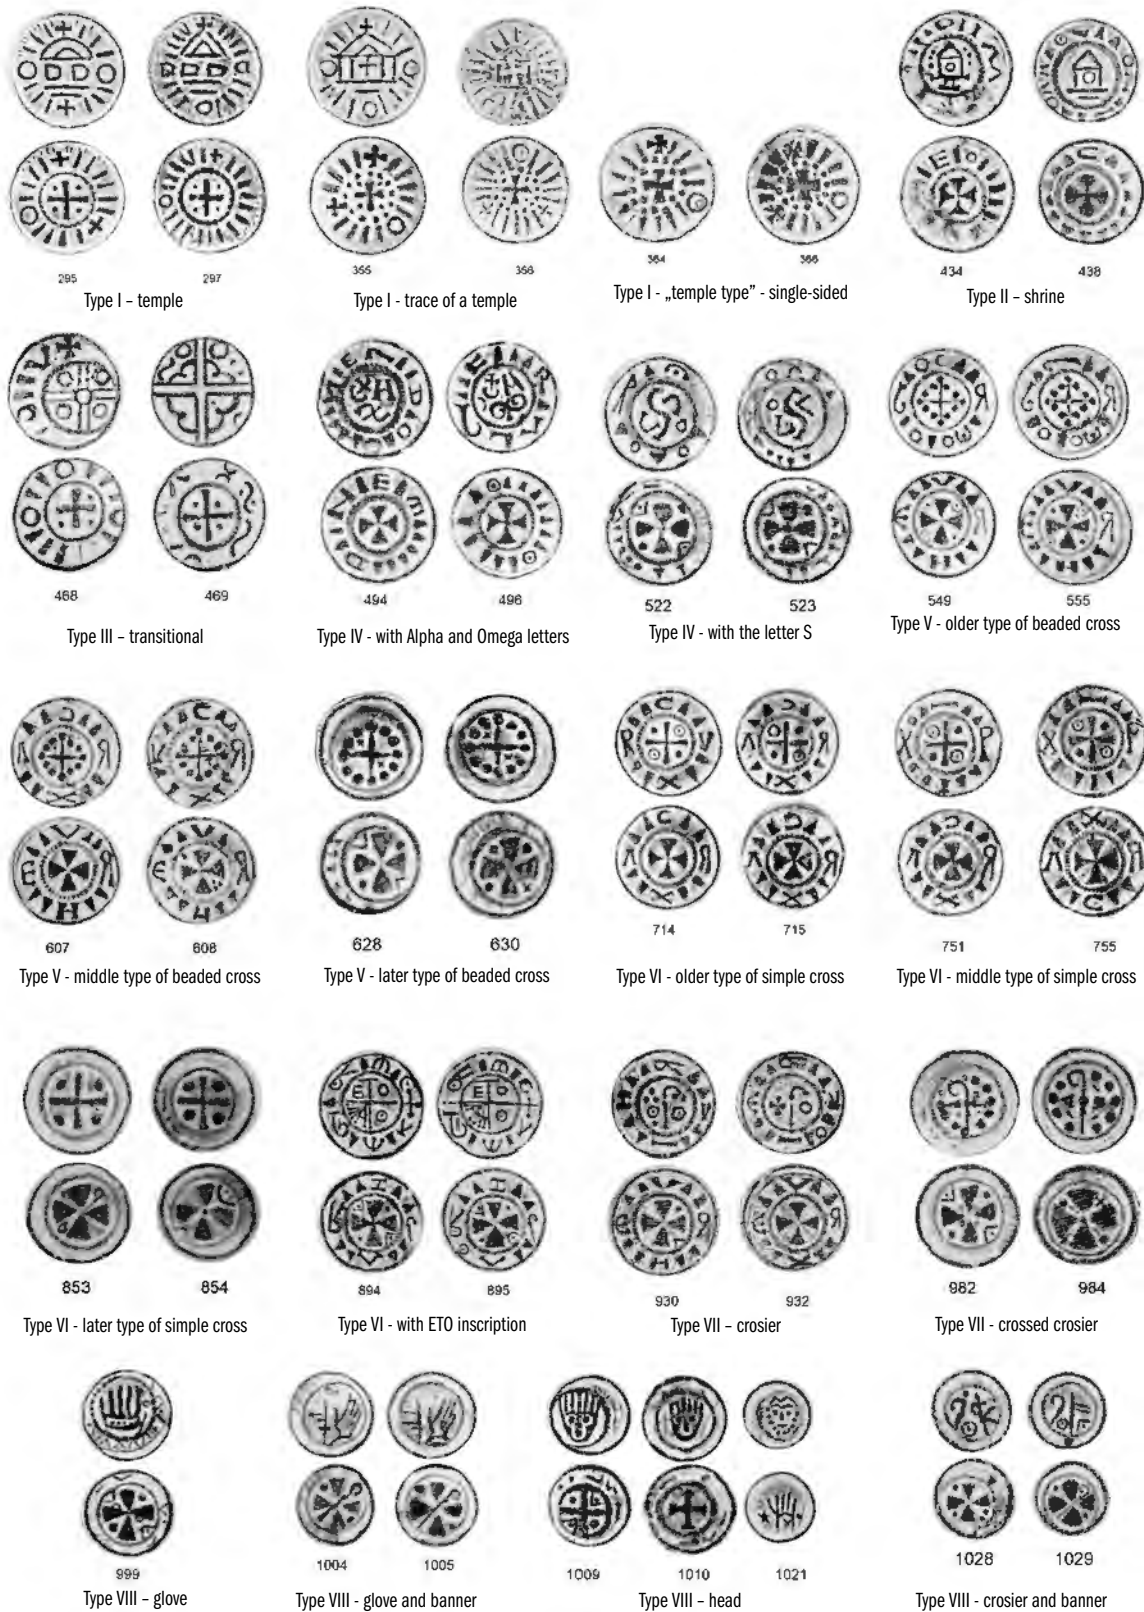 295 297
Type I – temple
355 356
Type I - trace of a temple
364 366
Type I - „temple type” - single-sided
434 438
Type II – shrine
468 469
Type III – transitional
494 496
Type IV - with Alpha and Omega letters
522 523
Type IV - with the letter S
549 555
Type V - older type of beaded cross
607 608
Type V - middle type of beaded cross
628 630
Type V - later type of beaded cross
714 715
Type VI - older type of simple cross
751 755
Type VI - middle type of simple cross
853 854
Type VI - later type of simple cross
894 895
Type VI - with ETO inscription
930 932
Type VII – crosier
982 984
Type VII - crossed crosier
999
Type VIII – glove
1004 1005
Type VIII - glove and banner
1009 1010 1021
Type VIII – head
1028 1029
Type VIII - crosier and banner